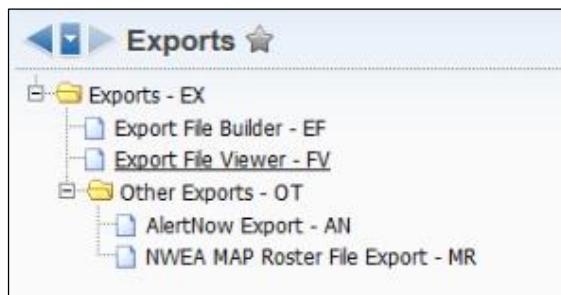 Exports
Exports - EX
Export File Builder - EF
Export File Viewer - FV
Other Exports - OT
AlertNow Export - AN
NWEA MAP Roster File Export - MR